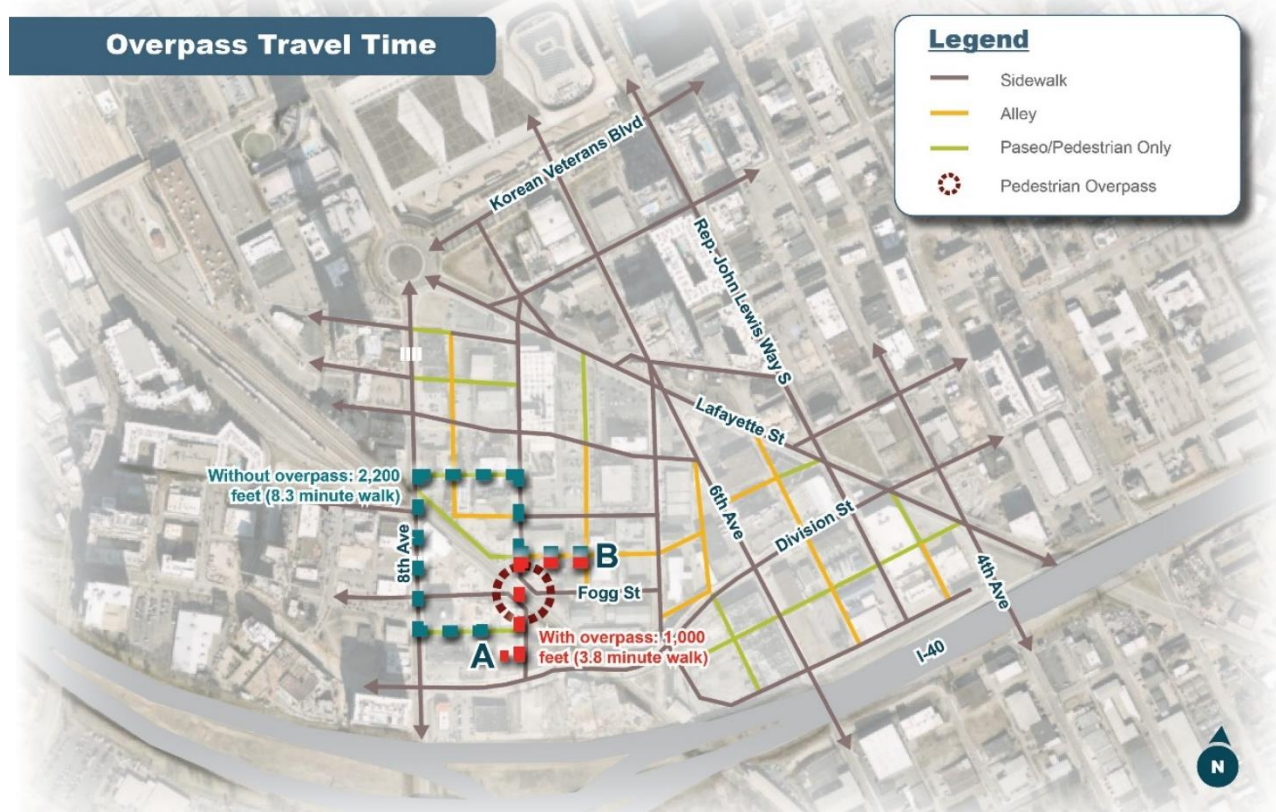 Overpass Travel Time
Legend
Sidewalk
Alley
Paseo/Pedestrian Only
Pedestrian Overpass
Korean Veterans Blvd
Rep. John Lewis Way S
Lafayette St
Without overpass: 2,200
feet (8.3 minute walk)
8th Ave
6th Ave
Division St
B
Fogg St
4th Ave
With overpass: 1,000
feet (3.8 minute walk)
A
I-40
N